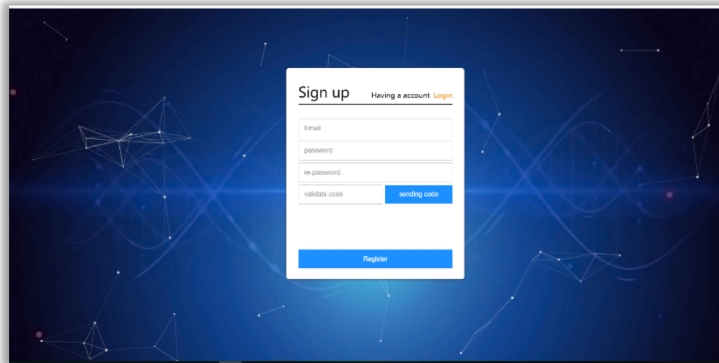 Sign up Having a account Login
Email
password
re-password
validate code sending code
Register